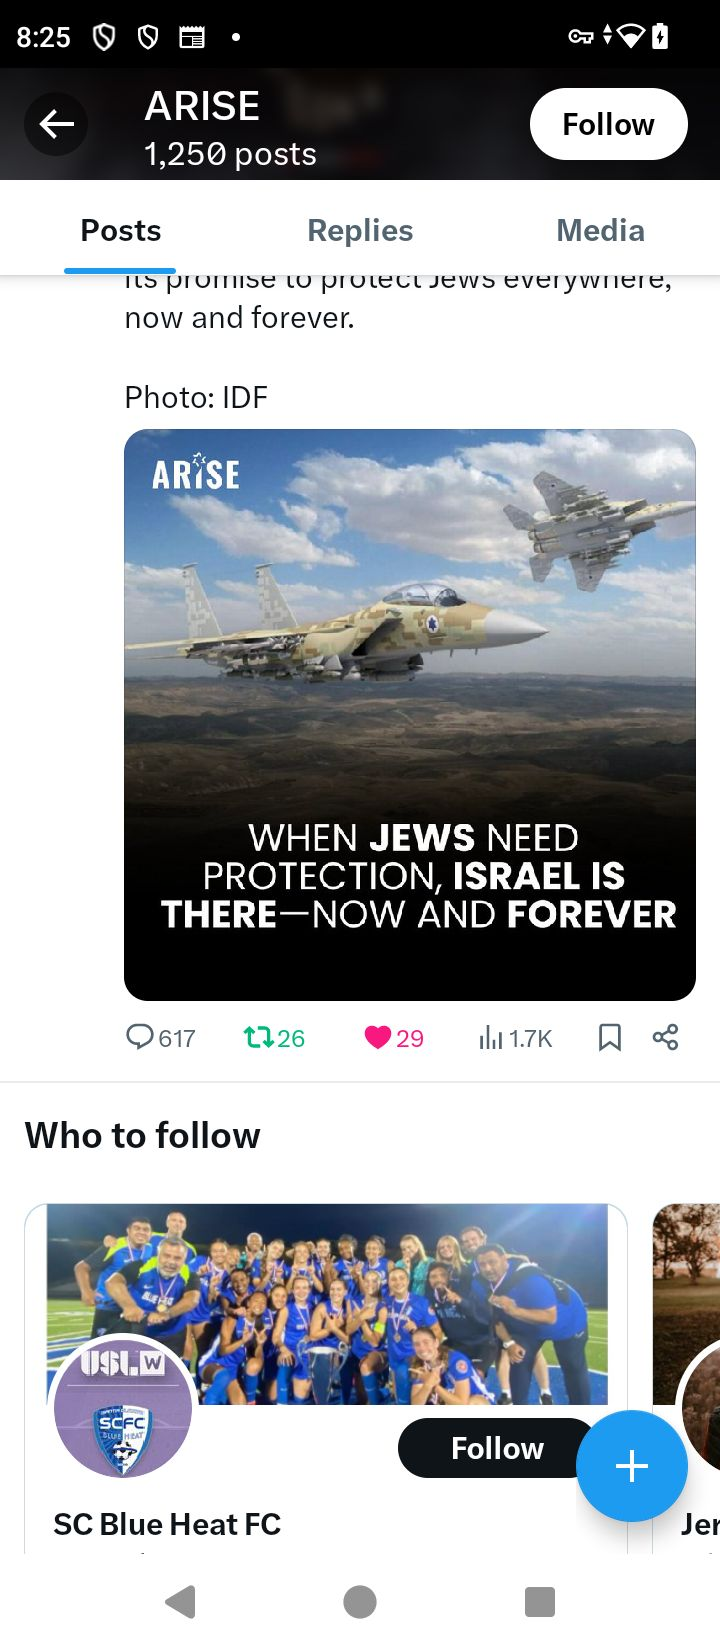 8:25
ARISE
1,250 posts
Follow
Posts
Replies
Media
its promise to protect Jews everywhere,
now and forever.
Photo: IDF
ARISE
WHEN JEWS NEED
PROTECTION, ISRAEL IS
THERE—NOW AND FOREVER
617
26
29
1.7K
Who to follow
USL W
SCFC
BLUE HEAT
Follow
SC Blue Heat FC
Jer